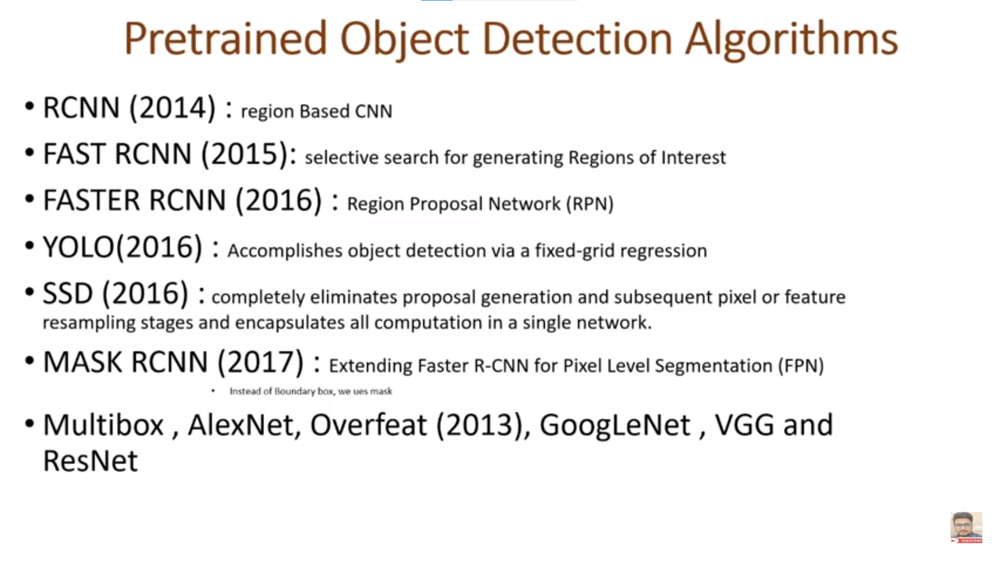 Pretrained Object Detection Algorithms
• RCNN (2014) : region Based CNN
• FAST RCNN (2015): selective search for generating Regions of Interest
• FASTER RCNN (2016) : Region Proposal Network (RPN)
• YOLO(2016) : Accomplishes object detection via a fixed-grid regression
• SSD (2016) : completely eliminates proposal generation and subsequent pixel or feature
resampling stages and encapsulates all computation in a single network.
• MASK RCNN (2017) : Extending Faster R-CNN for Pixel Level Segmentation (FPN)
• Instead of Boundary box, we ues mask
• Multibox , AlexNet, Overfeat (2013), GoogLeNet , VGG and
ResNet
SUBSCRIBE